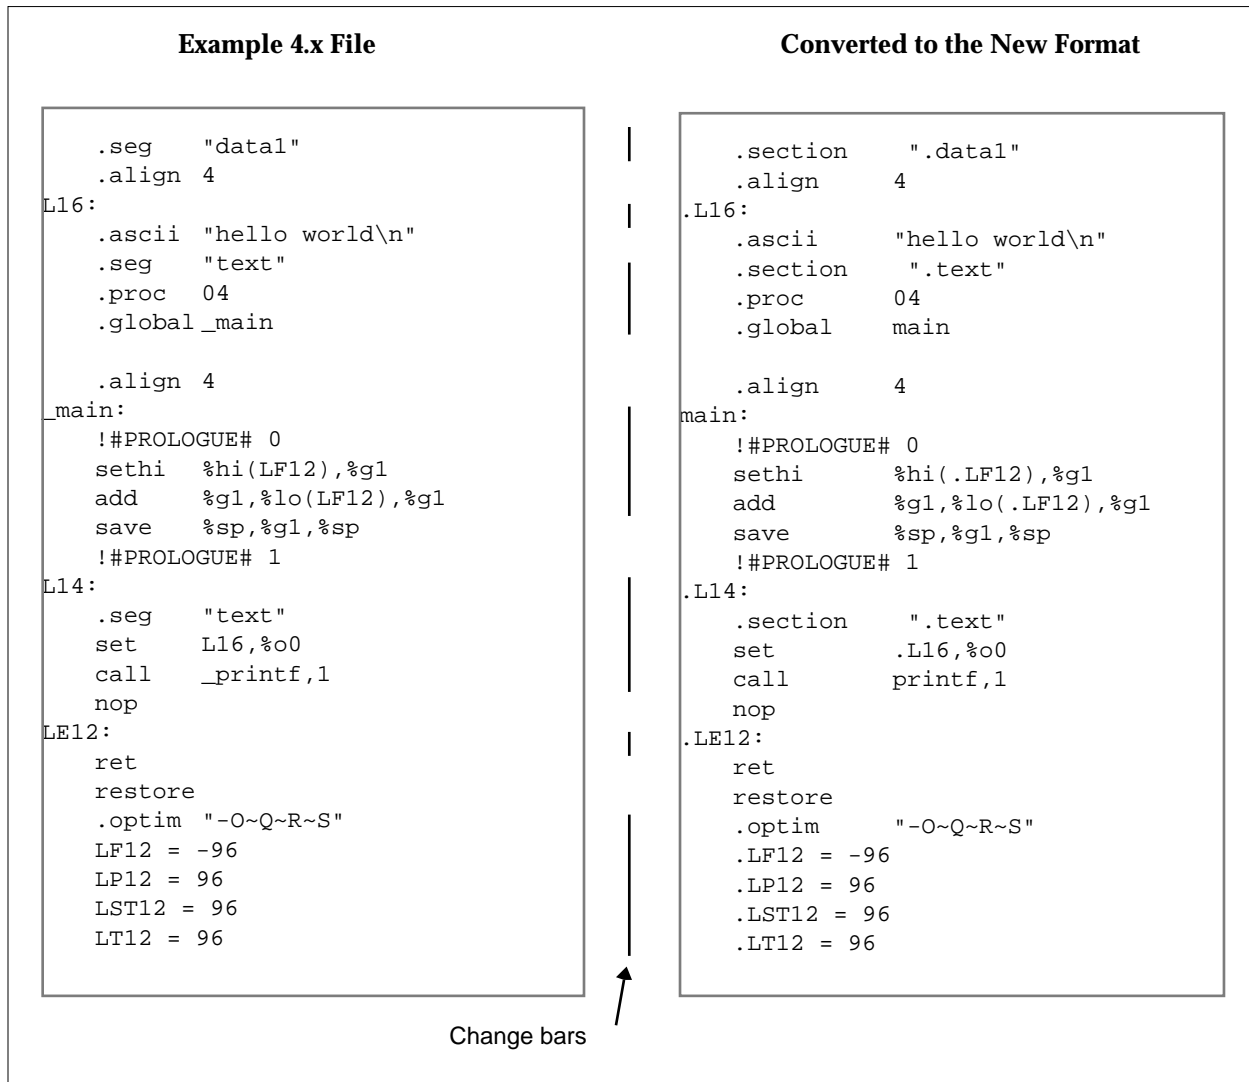 Example 4.x File
.seg "data1"
.align 4
L16:
.ascii "hello world\n"
.seg "text"
.proc 04
.global _main
.align 4
_main:
!#PROLOGUE# 0
sethi %hi(LF12),%g1
add %g1,%lo(LF12),%g1
save %sp,%g1,%sp
!#PROLOGUE# 1
L14:
.seg "text"
set L16,%o0
call _printf,1
nop
LE12:
ret
restore
.optim "-O~Q~R~S"
LF12 = -96
LP12 = 96
LST12 = 96
LT12 = 96
Converted to the New Format
.section ".data1"
.align 4
.L16:
.ascii "hello world\n"
.section ".text"
.proc 04
.global main
.align 4
main:
!#PROLOGUE# 0
sethi %hi(.LF12),%g1
add %g1,%lo(.LF12),%g1
save %sp,%g1,%sp
!#PROLOGUE# 1
.L14:
.section ".text"
set .L16,%o0
call printf,1
nop
.LE12:
ret
restore
.optim "-O~Q~R~S"
.LF12 = -96
.LP12 = 96
.LST12 = 96
.LT12 = 96
Change bars